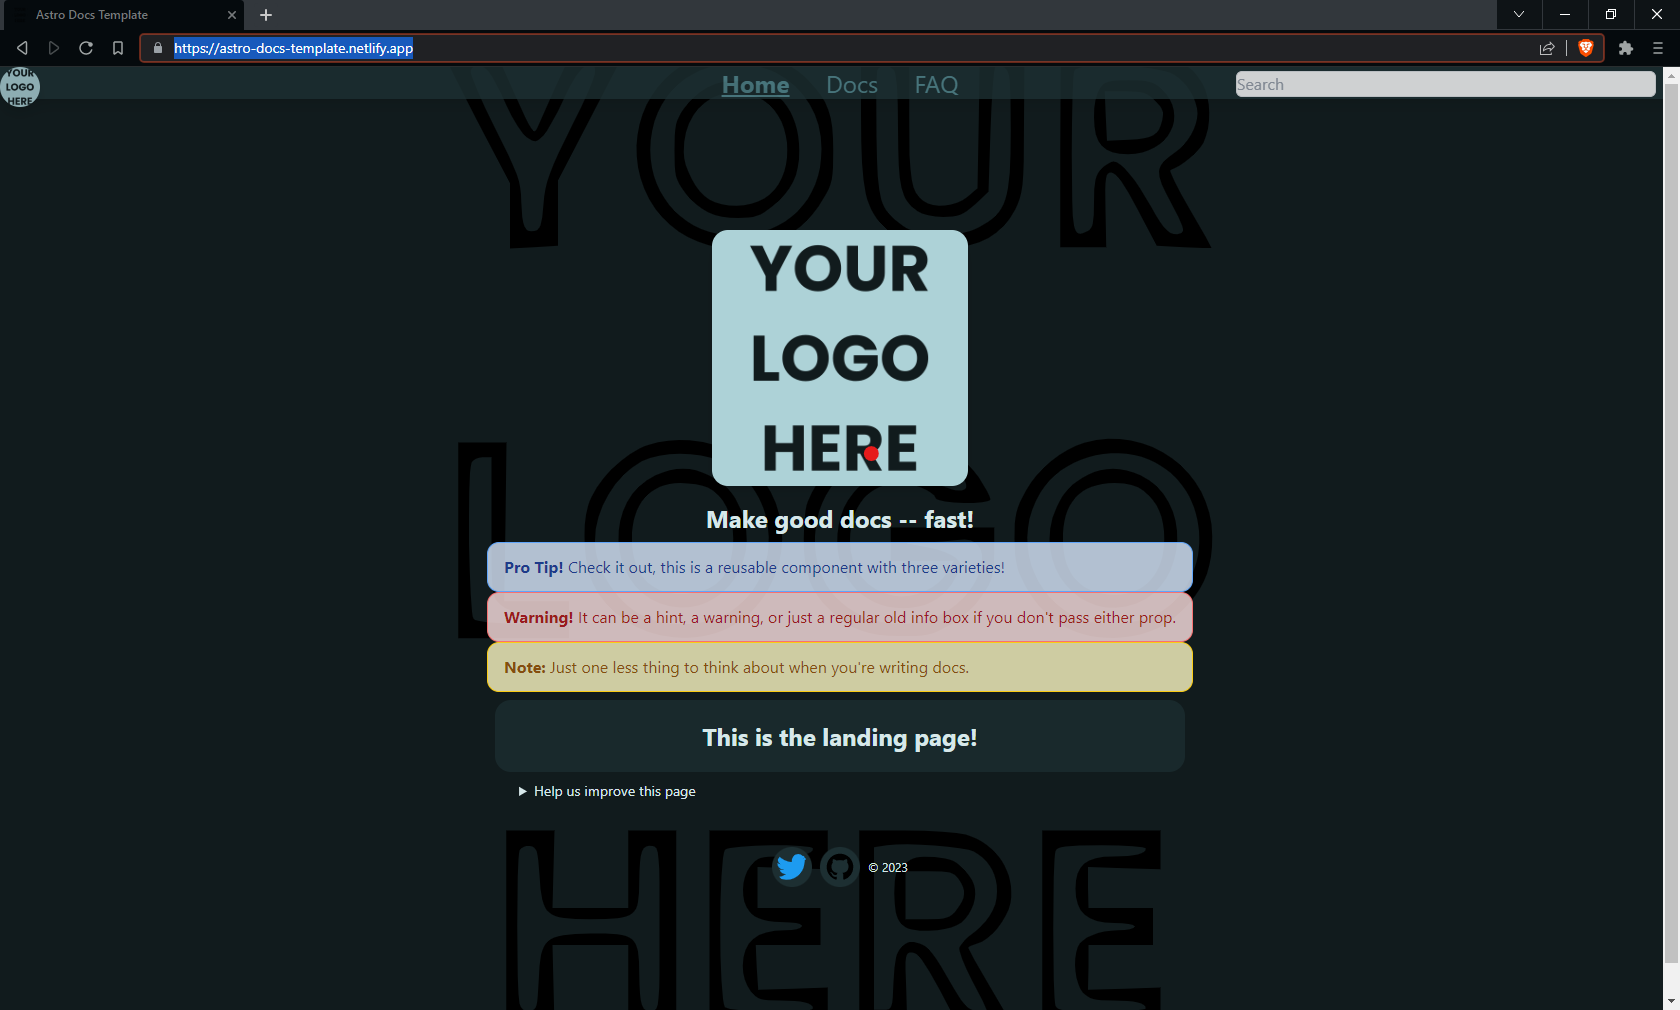 Astro Docs Template
https://astro-docs-template.netlify.app
YOUR
LOGO
HERE
Home Docs FAQ
Search
YOUR
LOGO
HERE
YOUR
LOGO
HERE
Make good docs -- fast!
Pro Tip! Check it out, this is a reusable component with three varieties!
Warning! It can be a hint, a warning, or just a regular old info box if you don't pass either prop.
Note: Just one less thing to think about when you're writing docs.
This is the landing page!
Help us improve this page
© 2023